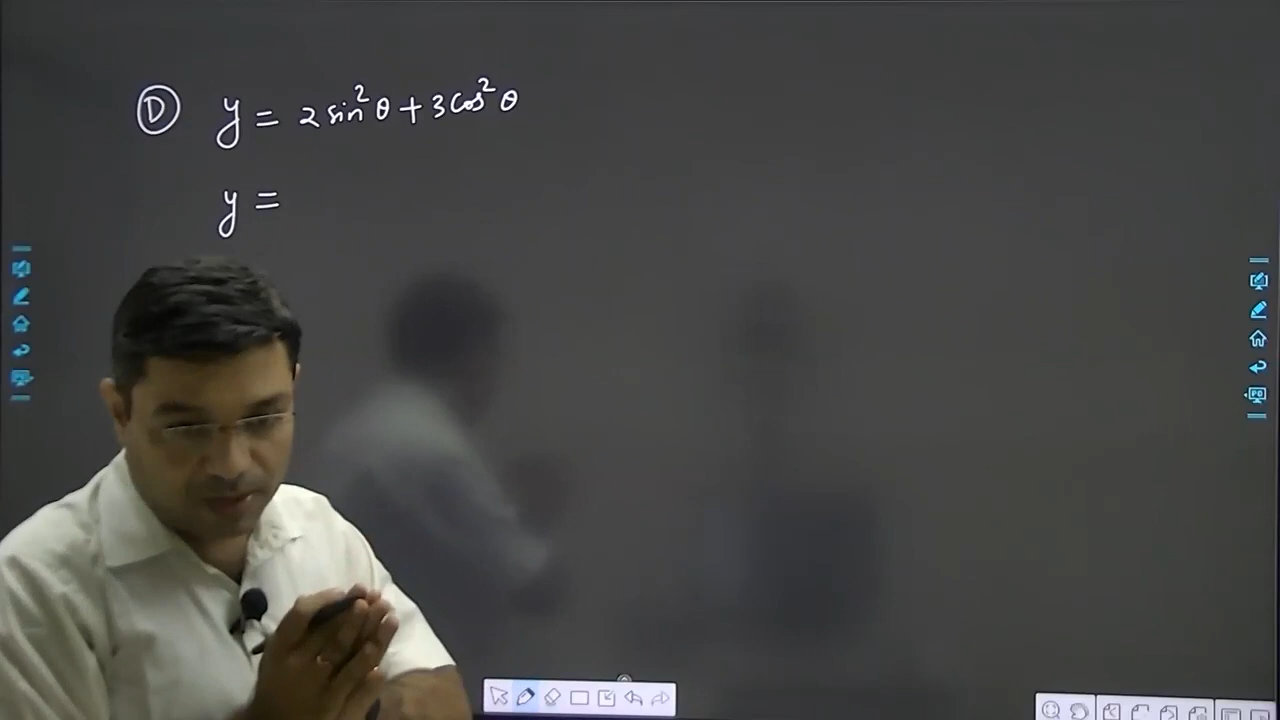 Ⓓ y = 2 sin²θ + 3 cos²θ
y =